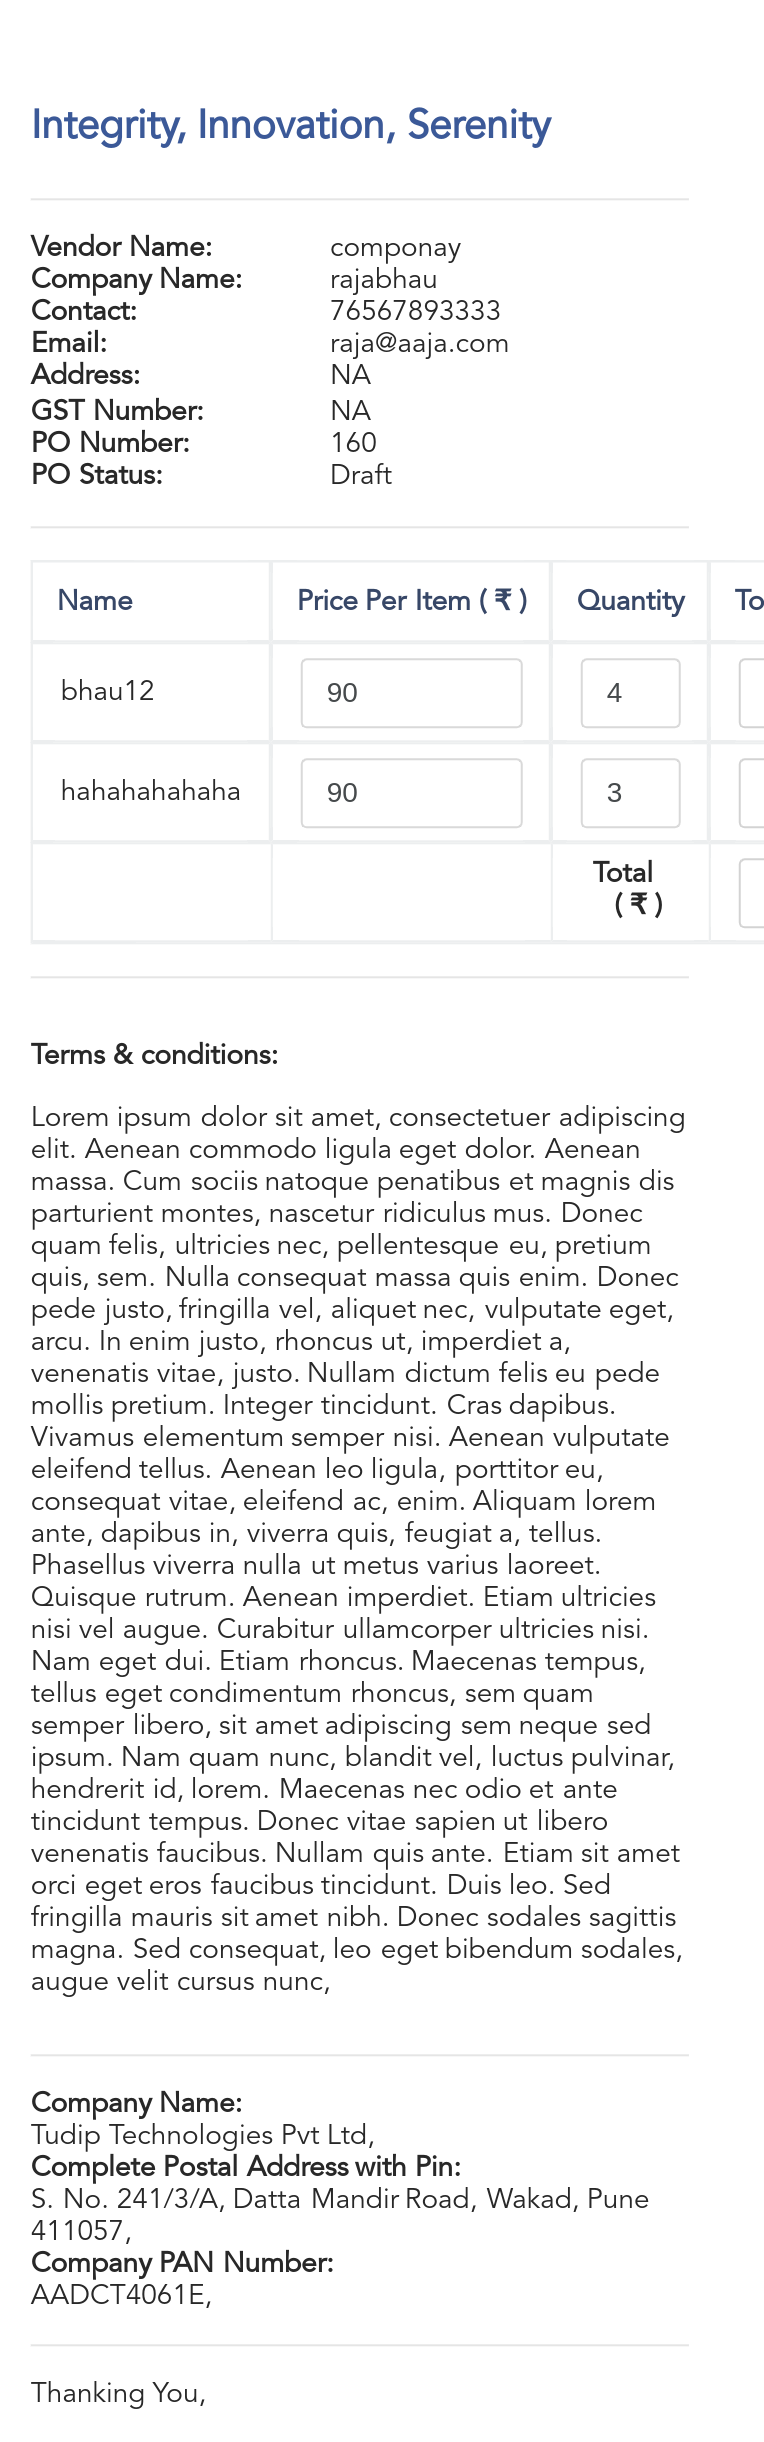 Integrity, Innovation, Serenity
Vendor Name: componay
Company Name: rajabhau
Contact: 76567893333
Email: raja@aaja.com
Address: NA
GST Number: NA
PO Number: 160
PO Status: Draft
Name Price Per Item ( ₹ ) Quantity To
bhau12 90 4
hahahahahaha 90 3
Total
( ₹ )
Terms & conditions:
Lorem ipsum dolor sit amet, consectetuer adipiscing
elit. Aenean commodo ligula eget dolor. Aenean
massa. Cum sociis natoque penatibus et magnis dis
parturient montes, nascetur ridiculus mus. Donec
quam felis, ultricies nec, pellentesque eu, pretium
quis, sem. Nulla consequat massa quis enim. Donec
pede justo, fringilla vel, aliquet nec, vulputate eget,
arcu. In enim justo, rhoncus ut, imperdiet a,
venenatis vitae, justo. Nullam dictum felis eu pede
mollis pretium. Integer tincidunt. Cras dapibus.
Vivamus elementum semper nisi. Aenean vulputate
eleifend tellus. Aenean leo ligula, porttitor eu,
consequat vitae, eleifend ac, enim. Aliquam lorem
ante, dapibus in, viverra quis, feugiat a, tellus.
Phasellus viverra nulla ut metus varius laoreet.
Quisque rutrum. Aenean imperdiet. Etiam ultricies
nisi vel augue. Curabitur ullamcorper ultricies nisi.
Nam eget dui. Etiam rhoncus. Maecenas tempus,
tellus eget condimentum rhoncus, sem quam
semper libero, sit amet adipiscing sem neque sed
ipsum. Nam quam nunc, blandit vel, luctus pulvinar,
hendrerit id, lorem. Maecenas nec odio et ante
tincidunt tempus. Donec vitae sapien ut libero
venenatis faucibus. Nullam quis ante. Etiam sit amet
orci eget eros faucibus tincidunt. Duis leo. Sed
fringilla mauris sit amet nibh. Donec sodales sagittis
magna. Sed consequat, leo eget bibendum sodales,
augue velit cursus nunc,
Company Name:
Tudip Technologies Pvt Ltd,
Complete Postal Address with Pin:
S. No. 241/3/A, Datta Mandir Road, Wakad, Pune
411057,
Company PAN Number:
AADCT4061E,
Thanking You,